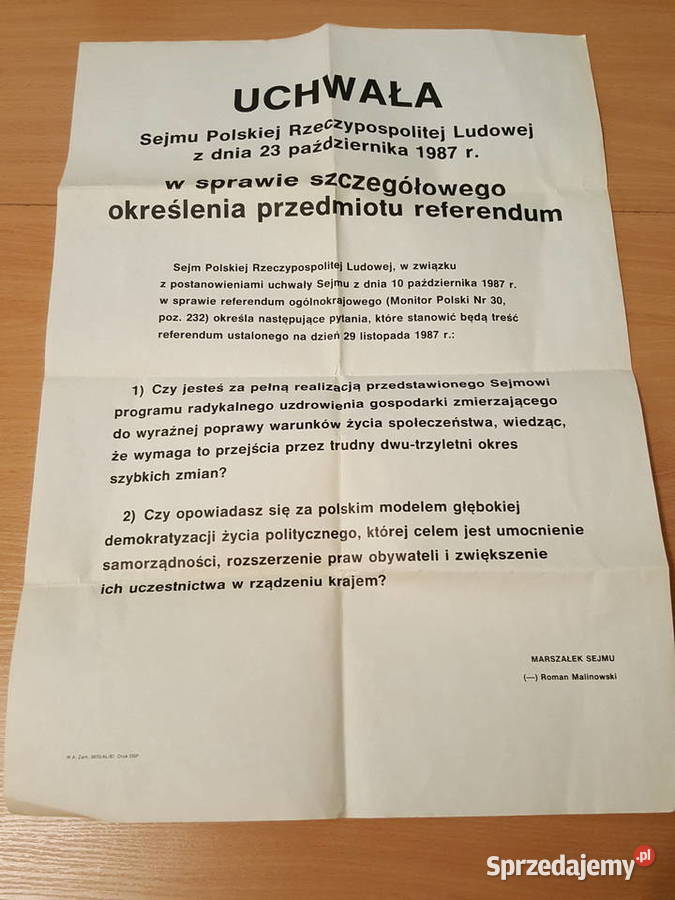 UCHWAŁA
Sejmu Polskiej Rzeczypospolitej Ludowej
z dnia 23 października 1987 r.
w sprawie szczegółowego
określenia przedmiotu referendum
Sejm Polskiej Rzeczypospolitej Ludowej, w związku
z postanowieniami uchwały Sejmu z dnia 10 października 1987 r.
w sprawie referendum ogólnokrajowego (Monitor Polski Nr 30,
poz. 232) określa następujące pytania, które stanowić będą treść
referendum ustalonego na dzień 29 listopada 1987 r.:
1) Czy jesteś za pełną realizacją przedstawionego Sejmowi
programu radykalnego uzdrowienia gospodarki zmierzającego
do wyraźnej poprawy warunków życia społeczeństwa, wiedząc,
że wymaga to przejścia przez trudny dwu-trzyletni okres
szybkich zmian?
2) Czy opowiadasz się za polskim modelem głębokiej
demokratyzacji życia politycznego, której celem jest umocnienie
samorządności, rozszerzenie praw obywateli i zwiększenie
ich uczestnictwa w rządzeniu krajem?
MARSZAŁEK SEJMU
(—) Roman Malinowski
Zam. Druk
Sprzedajemy.pl